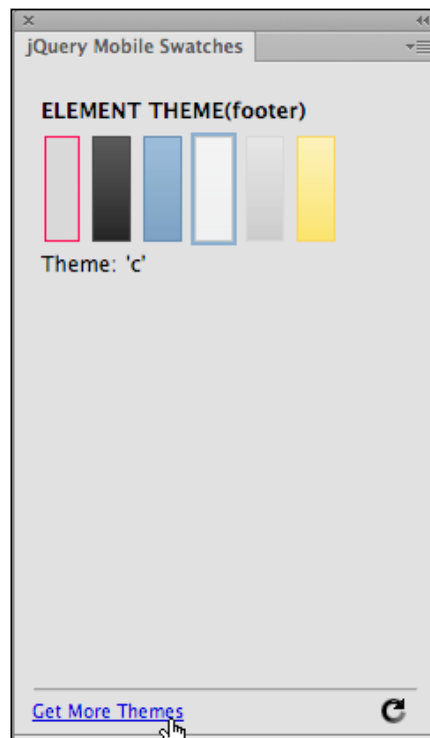 jQuery Mobile Swatches
ELEMENT THEME(footer)
Theme: 'c'
Get More Themes